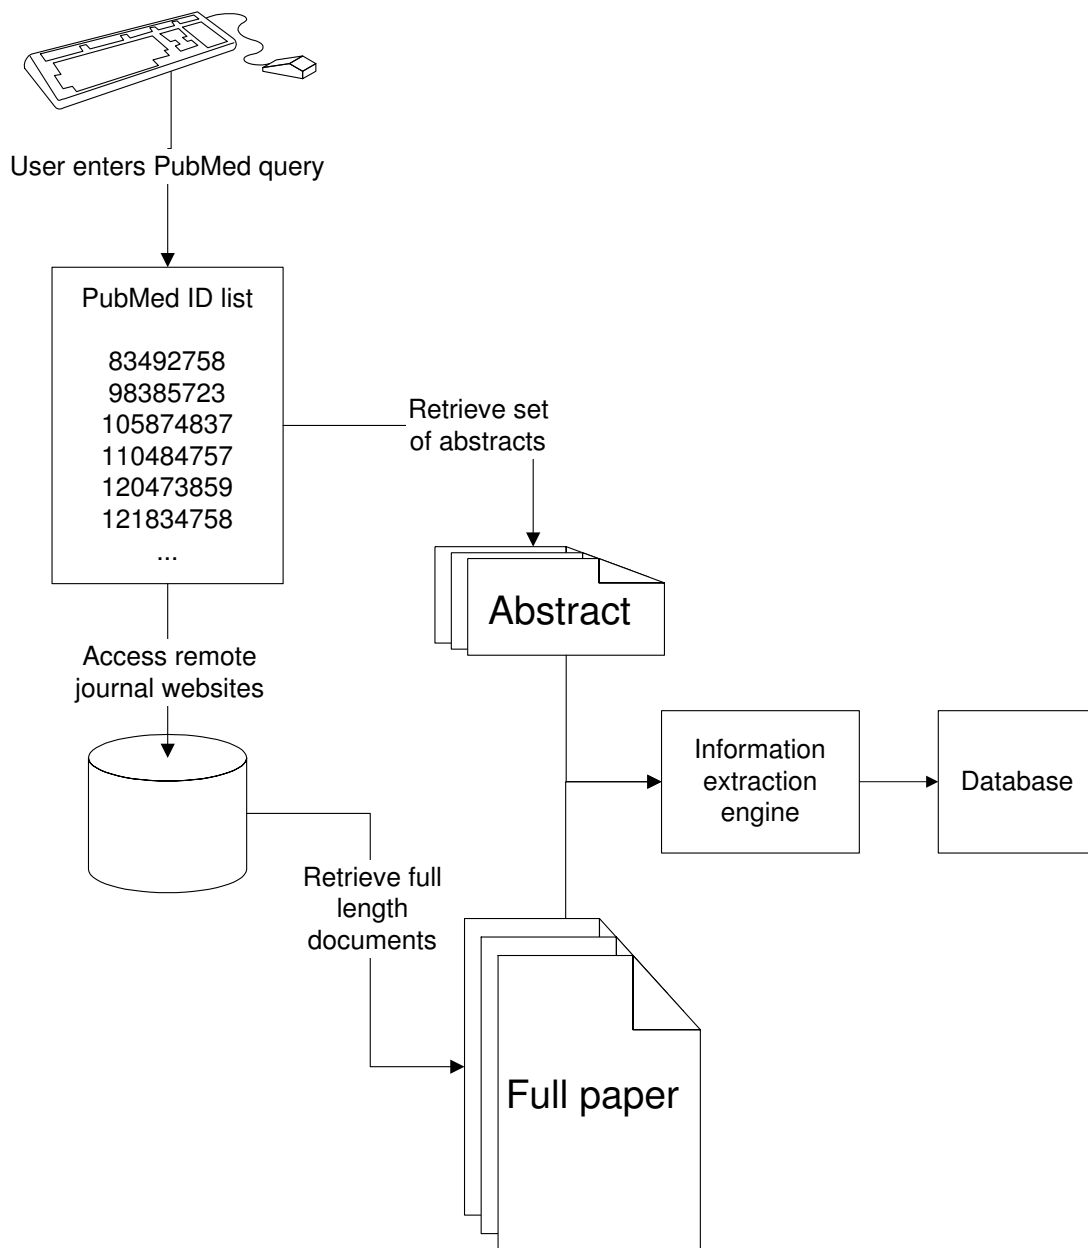 User enters PubMed query
PubMed ID list
83492758
98385723
105874837
110484757
120473859
121834758
...
Retrieve set
of abstracts
Abstract
Access remote
journal websites
Information
extraction
engine
Database
Retrieve full
length
documents
Full paper